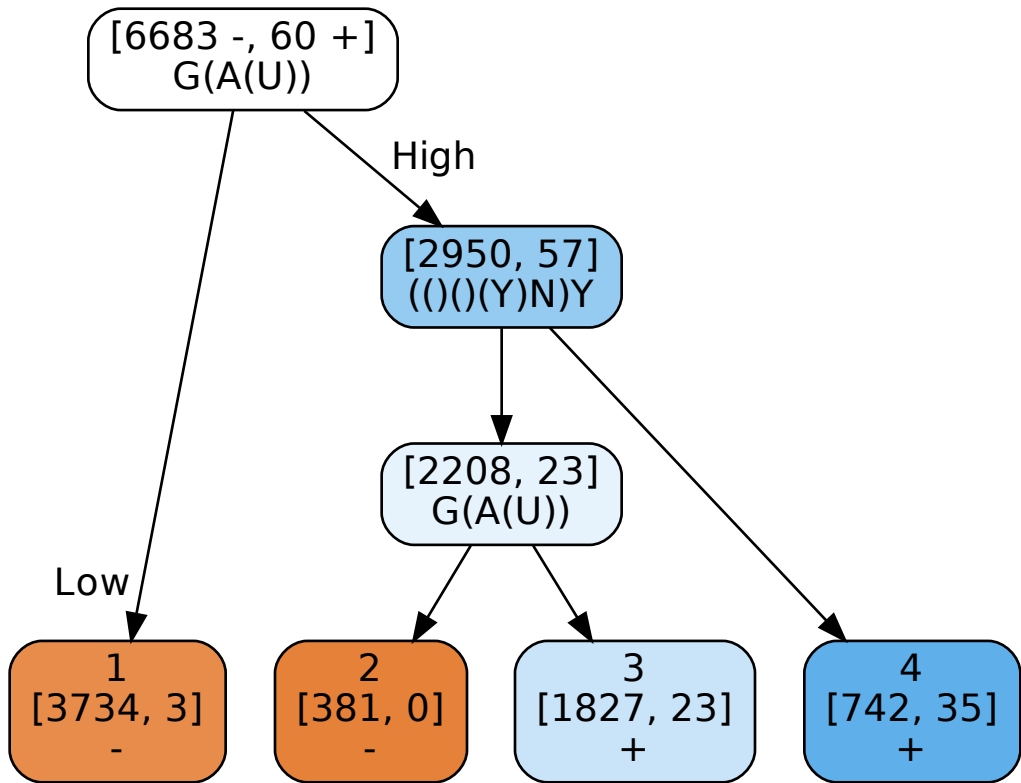 [6683 -, 60 +]
G(A(U))
High
[2950, 57]
(()()(Y)N)Y
[2208, 23]
G(A(U))
Low
1
[3734, 3]
-
2
[381, 0]
-
3
[1827, 23]
+
4
[742, 35]
+